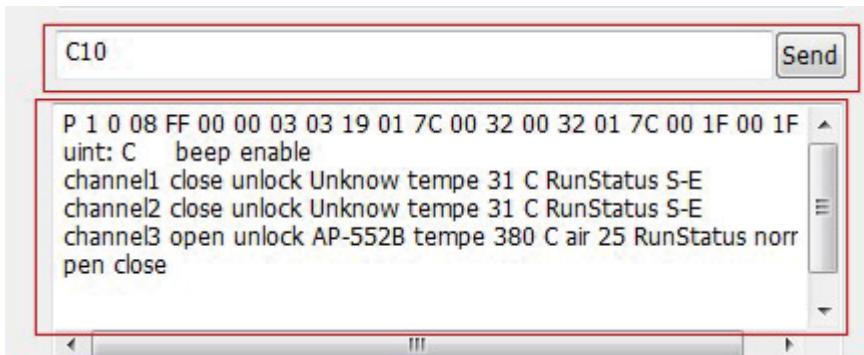 C10
Send
P 1 0 08 FF 00 00 03 03 19 01 7C 00 32 00 32 01 7C 00 1F 00 1F
uint: C beep enable
channel1 close unlock Unknow tempe 31 C RunStatus S-E
channel2 close unlock Unknow tempe 31 C RunStatus S-E
channel3 open unlock AP-552B tempe 380 C air 25 RunStatus norr
pen close